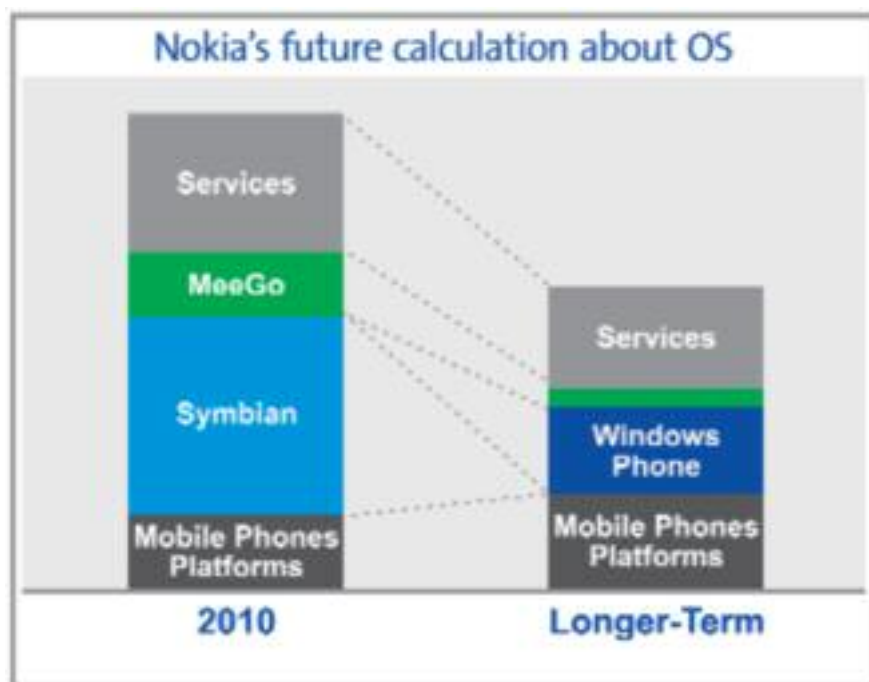 Nokia's future calculation about OS
Services
MeeGo
Symbian
Mobile Phones
Platforms
2010
Services
Windows
Phone
Mobile Phones
Platforms
Longer-Term